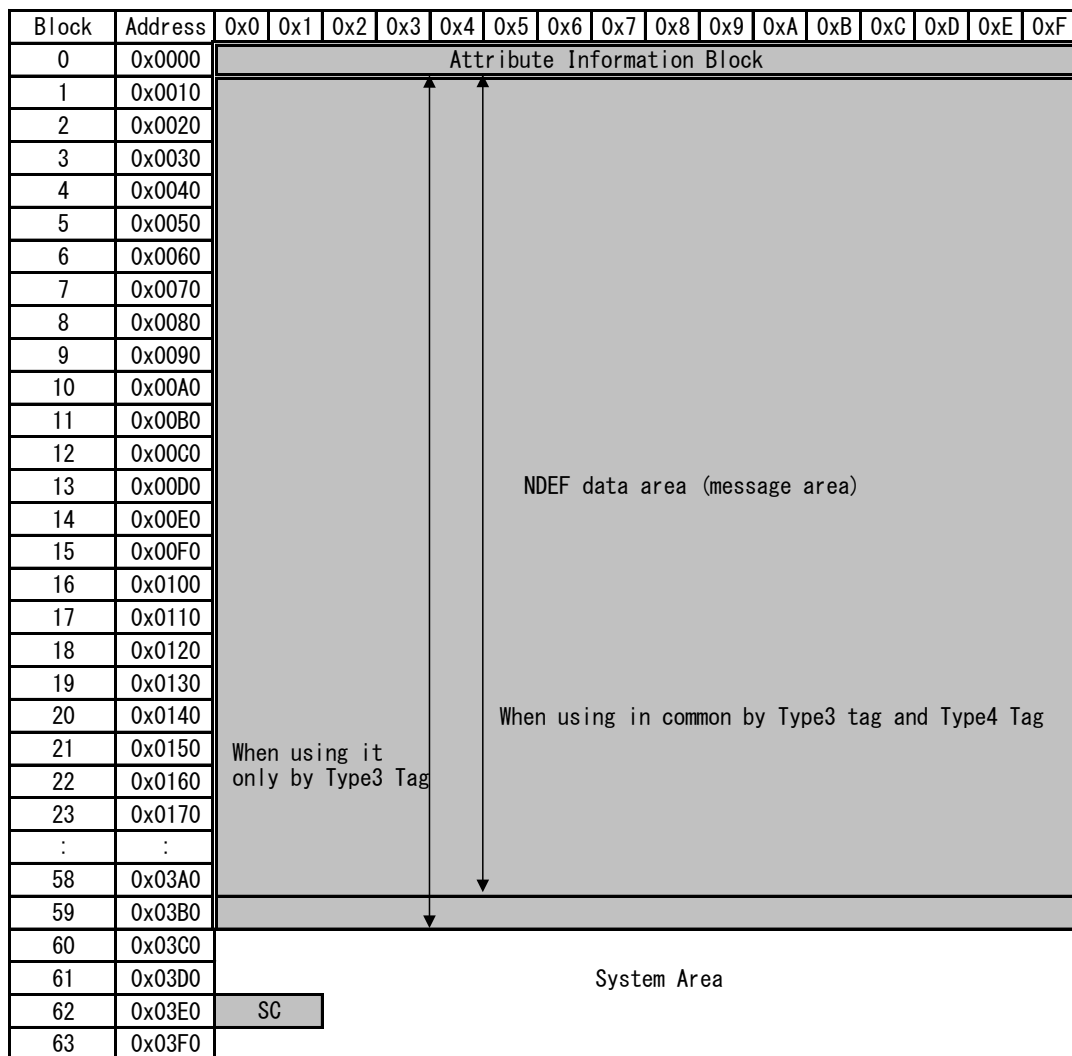 Block Address 0x0 0x1 0x2 0x3 0x4 0x5 0x6 0x7 0x8 0x9 0xA 0xB 0xC 0xD 0xE 0xF
0 0x0000 Attribute Information Block
1 0x0010
2 0x0020
3 0x0030
4 0x0040
5 0x0050
6 0x0060
7 0x0070
8 0x0080
9 0x0090
10 0x00A0
11 0x00B0
12 0x00C0
13 0x00D0 NDEF data area (message area)
14 0x00E0
15 0x00F0
16 0x0100
17 0x0110
18 0x0120
19 0x0130
20 0x0140 When using in common by Type3 tag and Type4 Tag
21 0x0150 When using it
22 0x0160 only by Type3 Tag
23 0x0170
: :
58 0x03A0
59 0x03B0
60 0x03C0
61 0x03D0 System Area
62 0x03E0 SC
63 0x03F0